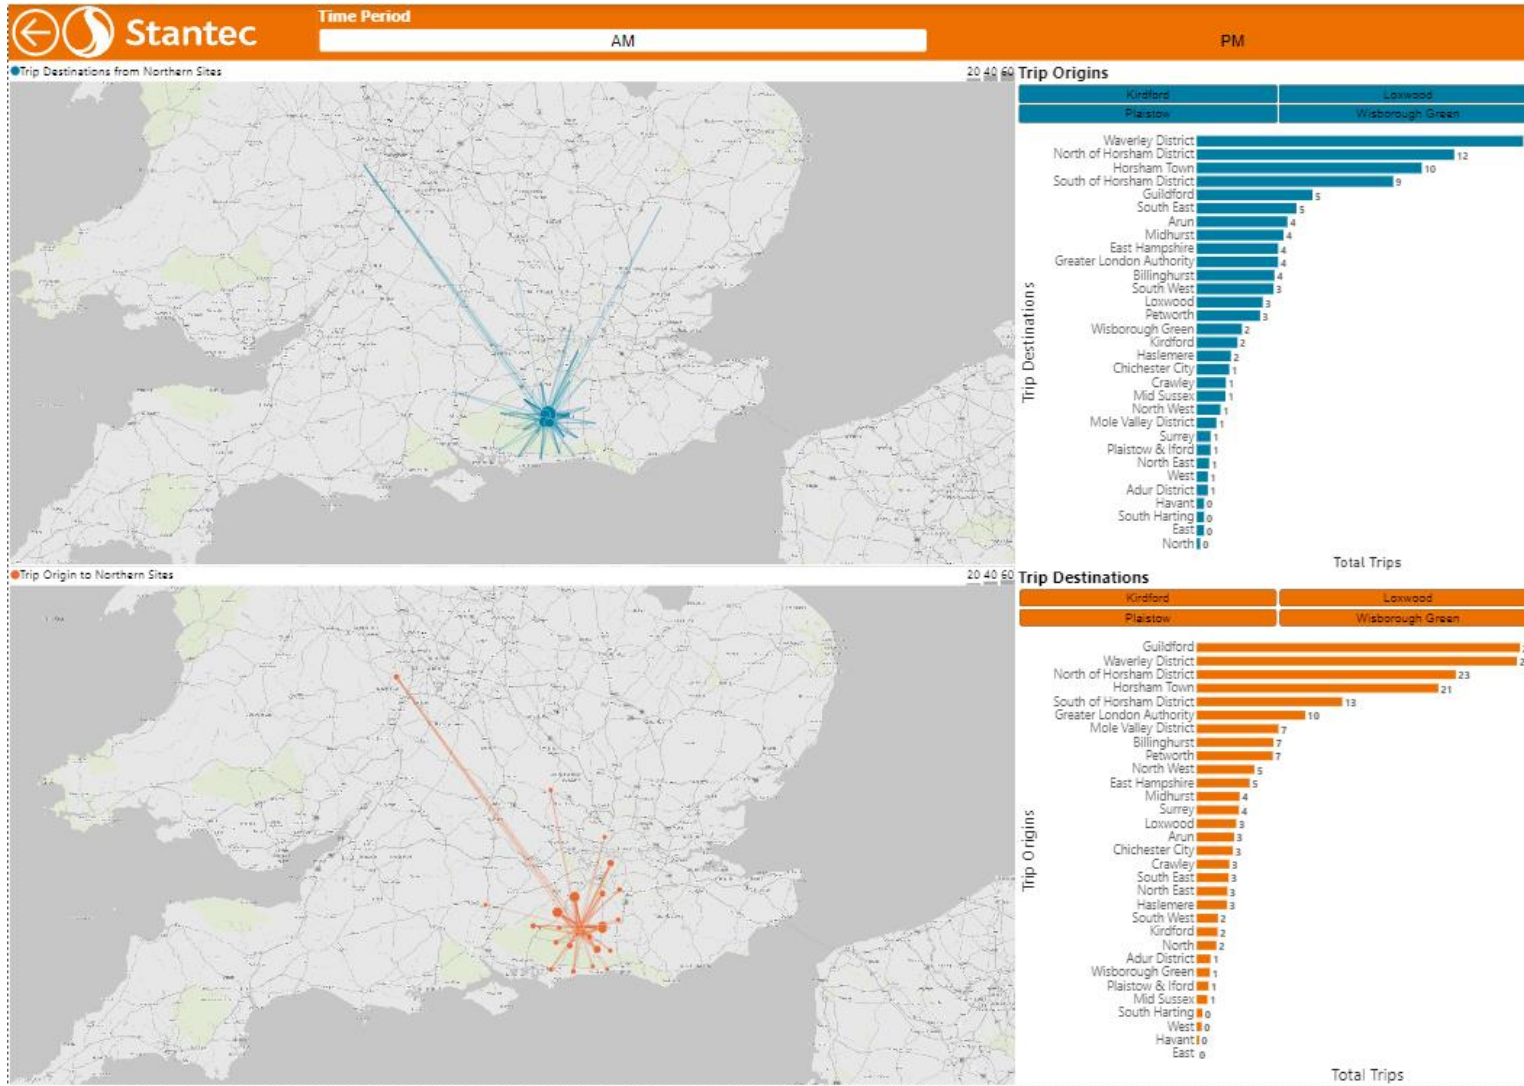 Stantec
Time Period
AM
PM
Trip Destinations from Northern Sites
20 40 60
Trip Origins
Kirdford
Loxwood
Plaistow
Wisborough Green
Trip Destinations
Waverley District
North of Horsham District 12
Horsham Town 10
South of Horsham District 9
Guildford 5
South East 5
Arun 4
Midhurst 4
East Hampshire 4
Greater London Authority 4
Billinghurst 4
South West 3
Loxwood 3
Petworth 3
Wisborough Green 2
Kirdford 2
Haslemere 2
Chichester City 1
Crawley 1
Mid Sussex 1
North West 1
Mole Valley District 1
Surrey 1
Plaistow & Iford 1
North East 1
West 1
Adur District 1
Havant 0
South Harting 0
East 0
North 0
Total Trips
Trip Origin to Northern Sites
20 40 60
Trip Destinations
Kirdford
Loxwood
Plaistow
Wisborough Green
Trip Origins
Guildford
Waverley District
North of Horsham District 23
Horsham Town 21
South of Horsham District 13
Greater London Authority 10
Mole Valley District 7
Billinghurst 7
Petworth 7
North West 5
East Hampshire 5
Midhurst 4
Surrey 4
Loxwood 3
Arun 3
Chichester City 3
Crawley 3
South East 3
North East 3
Haslemere 3
South West 2
Kirdford 2
North 2
Adur District 1
Wisborough Green 1
Plaistow & Iford 1
Mid Sussex 1
South Harting 0
West 0
Havant 0
East 0
Total Trips